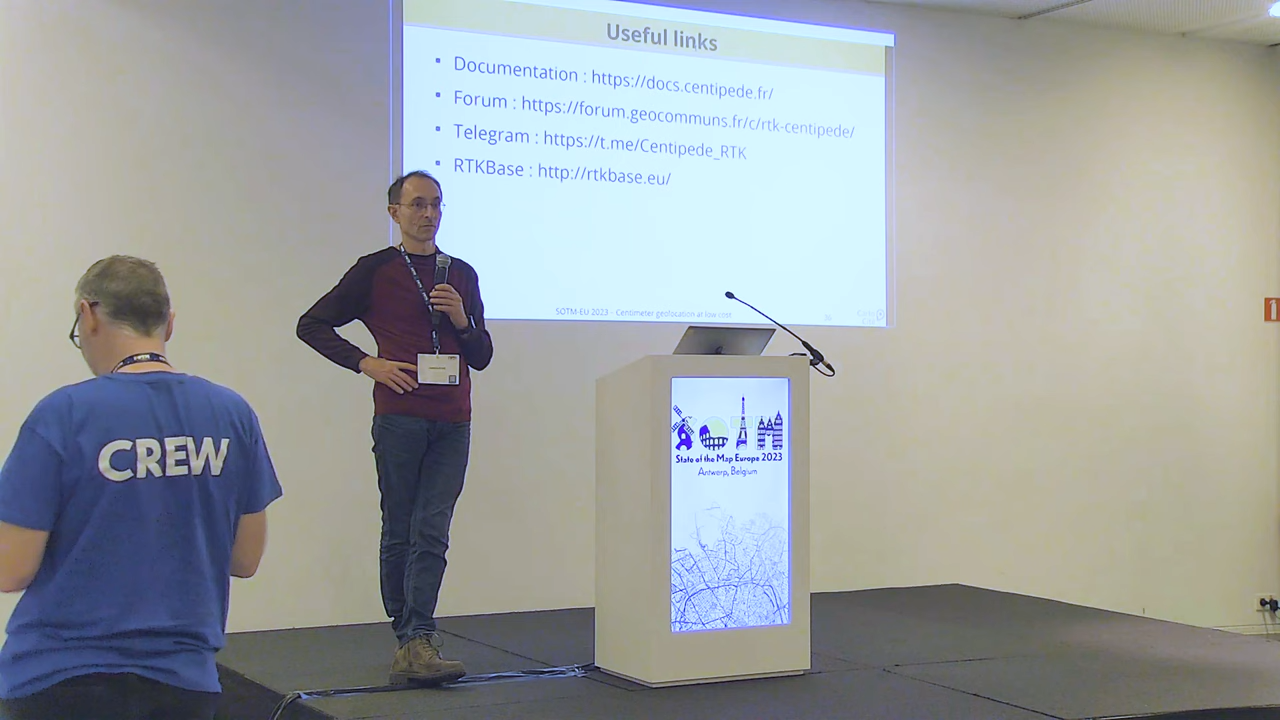 Useful links
Documentation : https://docs.centipede.fr/
Forum : https://forum.geocommuns.fr/c/rtk-centipede/
Telegram : https://t.me/Centipede_RTK
RTKBase : http://rtkbase.eu/
SOTM-EU 2023 - Centimeter geolocation at low cost
CREW
State of the Map Europe 2023
Antwerp, Belgium